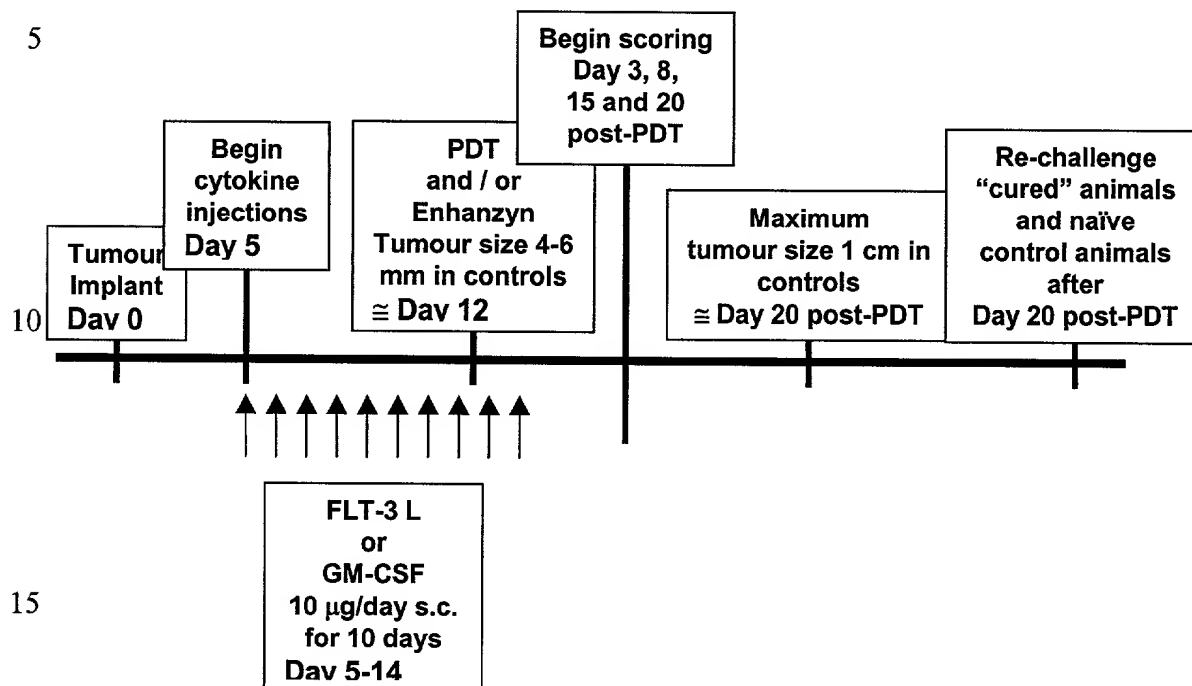 5
Begin scoring
Day 3, 8,
15 and 20
post-PDT
Tumour
Implant
Day 0
Begin
cytokine
injections
Day 5
PDT
and / or
Enhanzyn
Tumour size 4-6
mm in controls
≅ Day 12
Maximum
tumour size 1 cm in
controls
≅ Day 20 post-PDT
Re-challenge
“cured” animals
and naïve
control animals
after
Day 20 post-PDT
10
FLT-3 L
or
GM-CSF
10 µg/day s.c.
for 10 days
Day 5-14
15